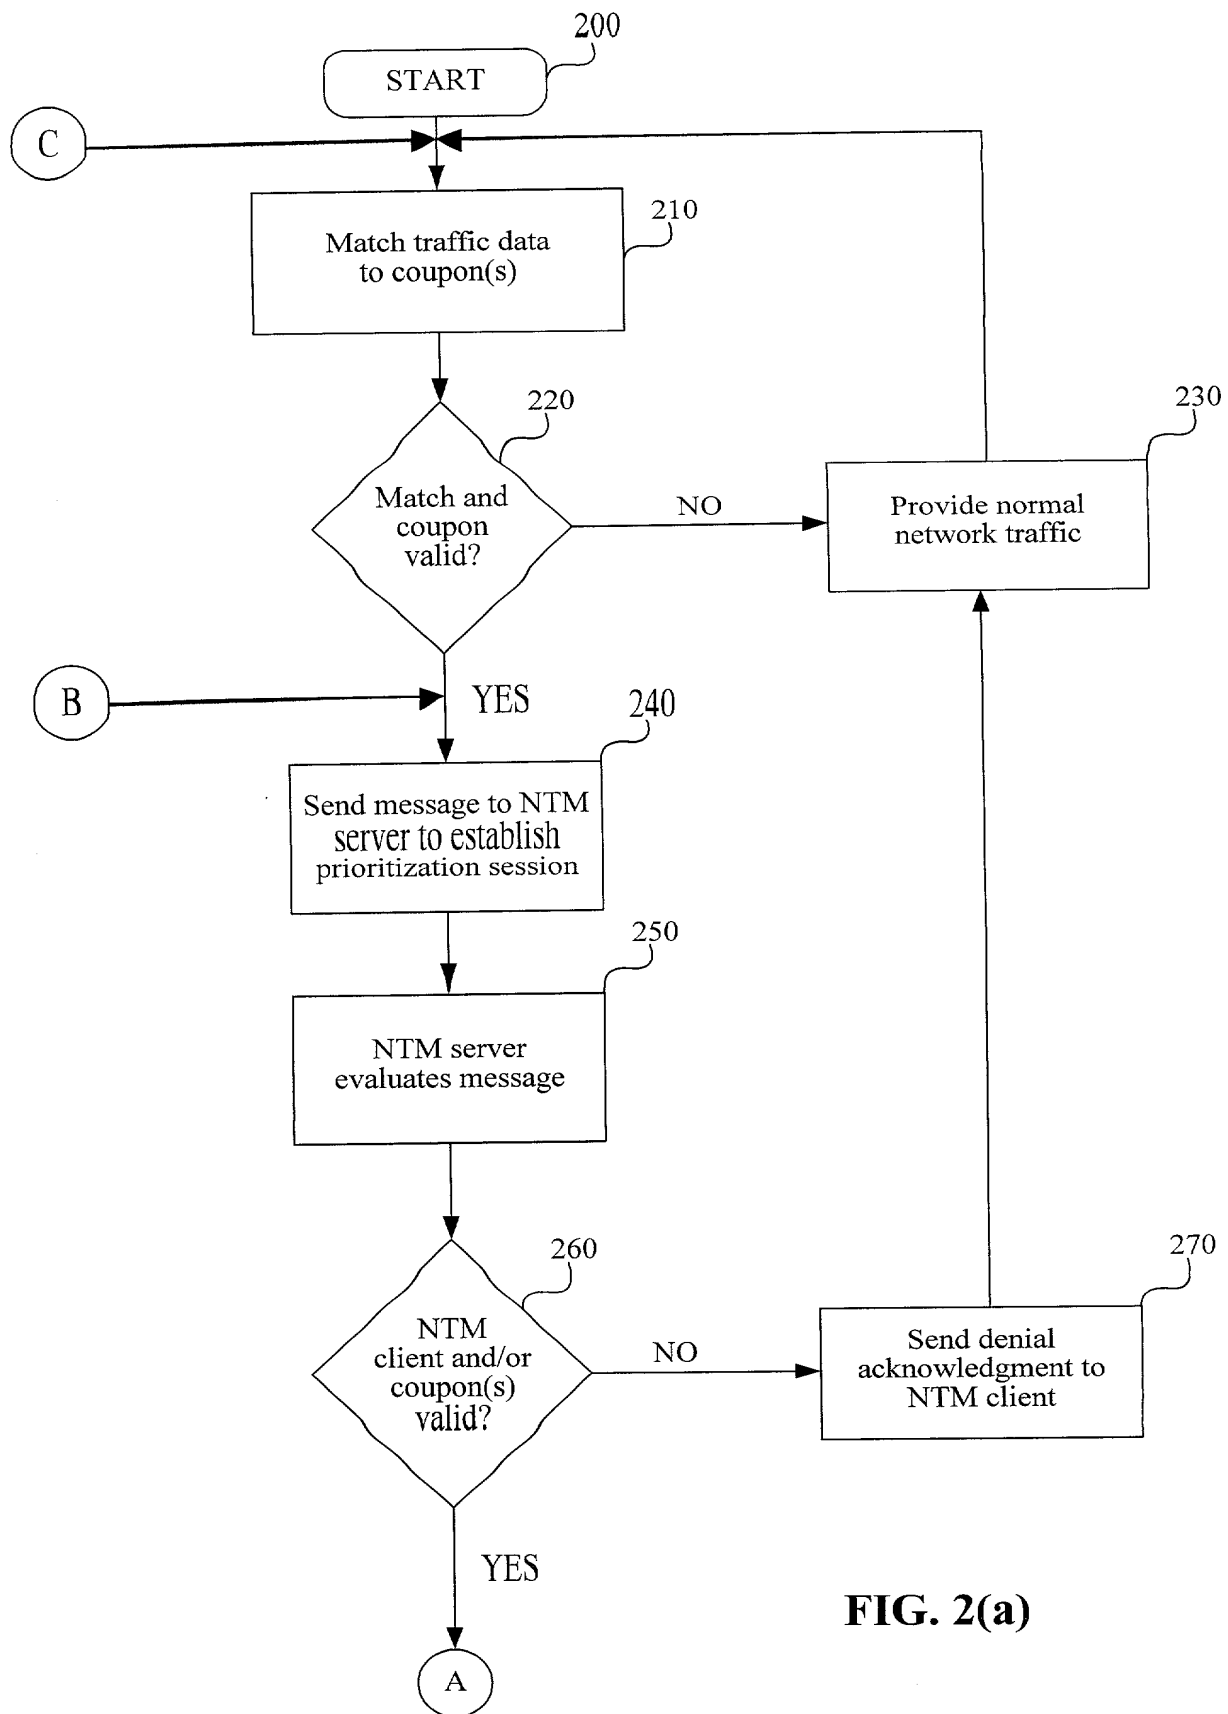 200
START
C
210
Match traffic data
to coupon(s)
220
230
Match and
coupon
valid?
NO
Provide normal
network traffic
B
YES
240
Send message to NTM
server to establish
prioritization session
250
NTM server
evaluates message
260
270
NTM
client and/or
coupon(s)
valid?
NO
Send denial
acknowledgment to
NTM client
YES
FIG. 2(a)
A